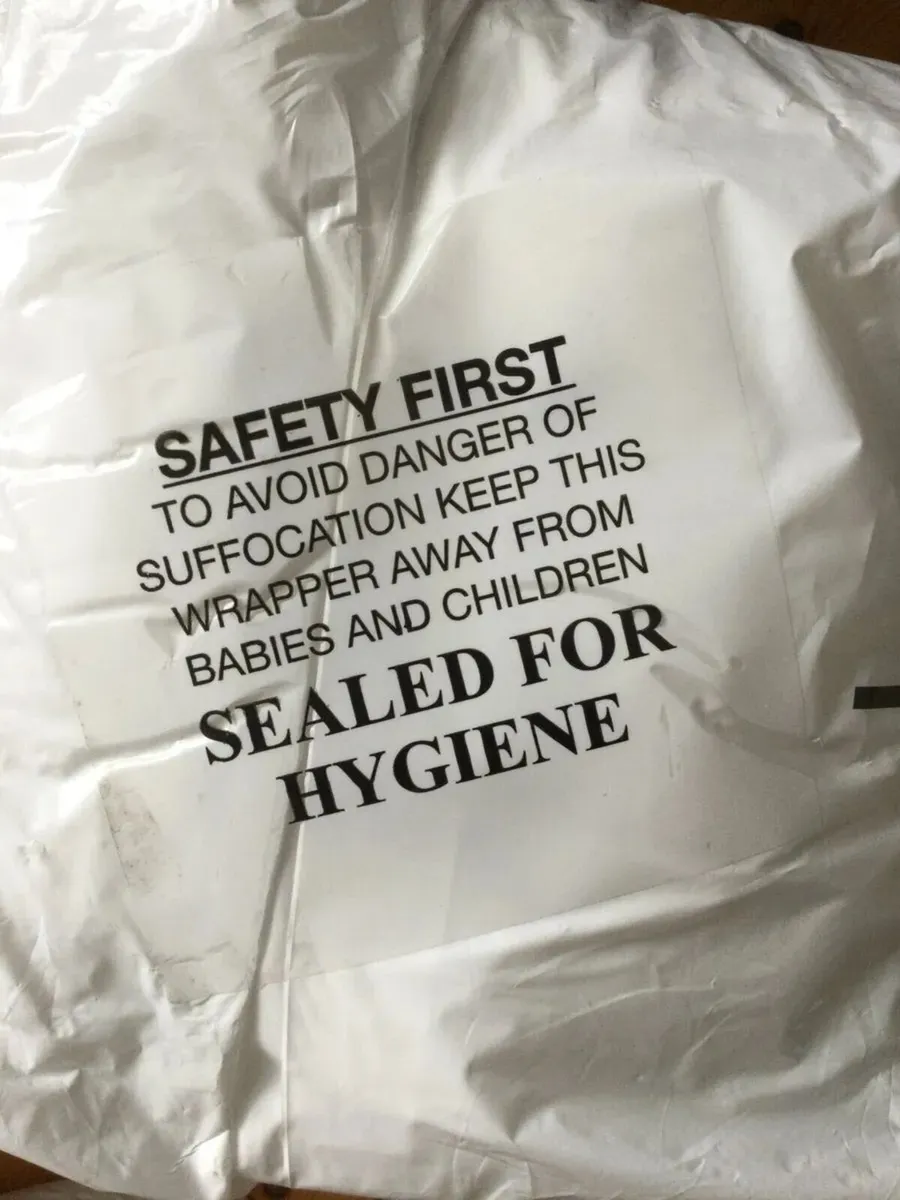 SAFETY FIRST
TO AVOID DANGER OF
SUFFOCATION KEEP THIS
WRAPPER AWAY FROM
BABIES AND CHILDREN
SEALED FOR
HYGIENE